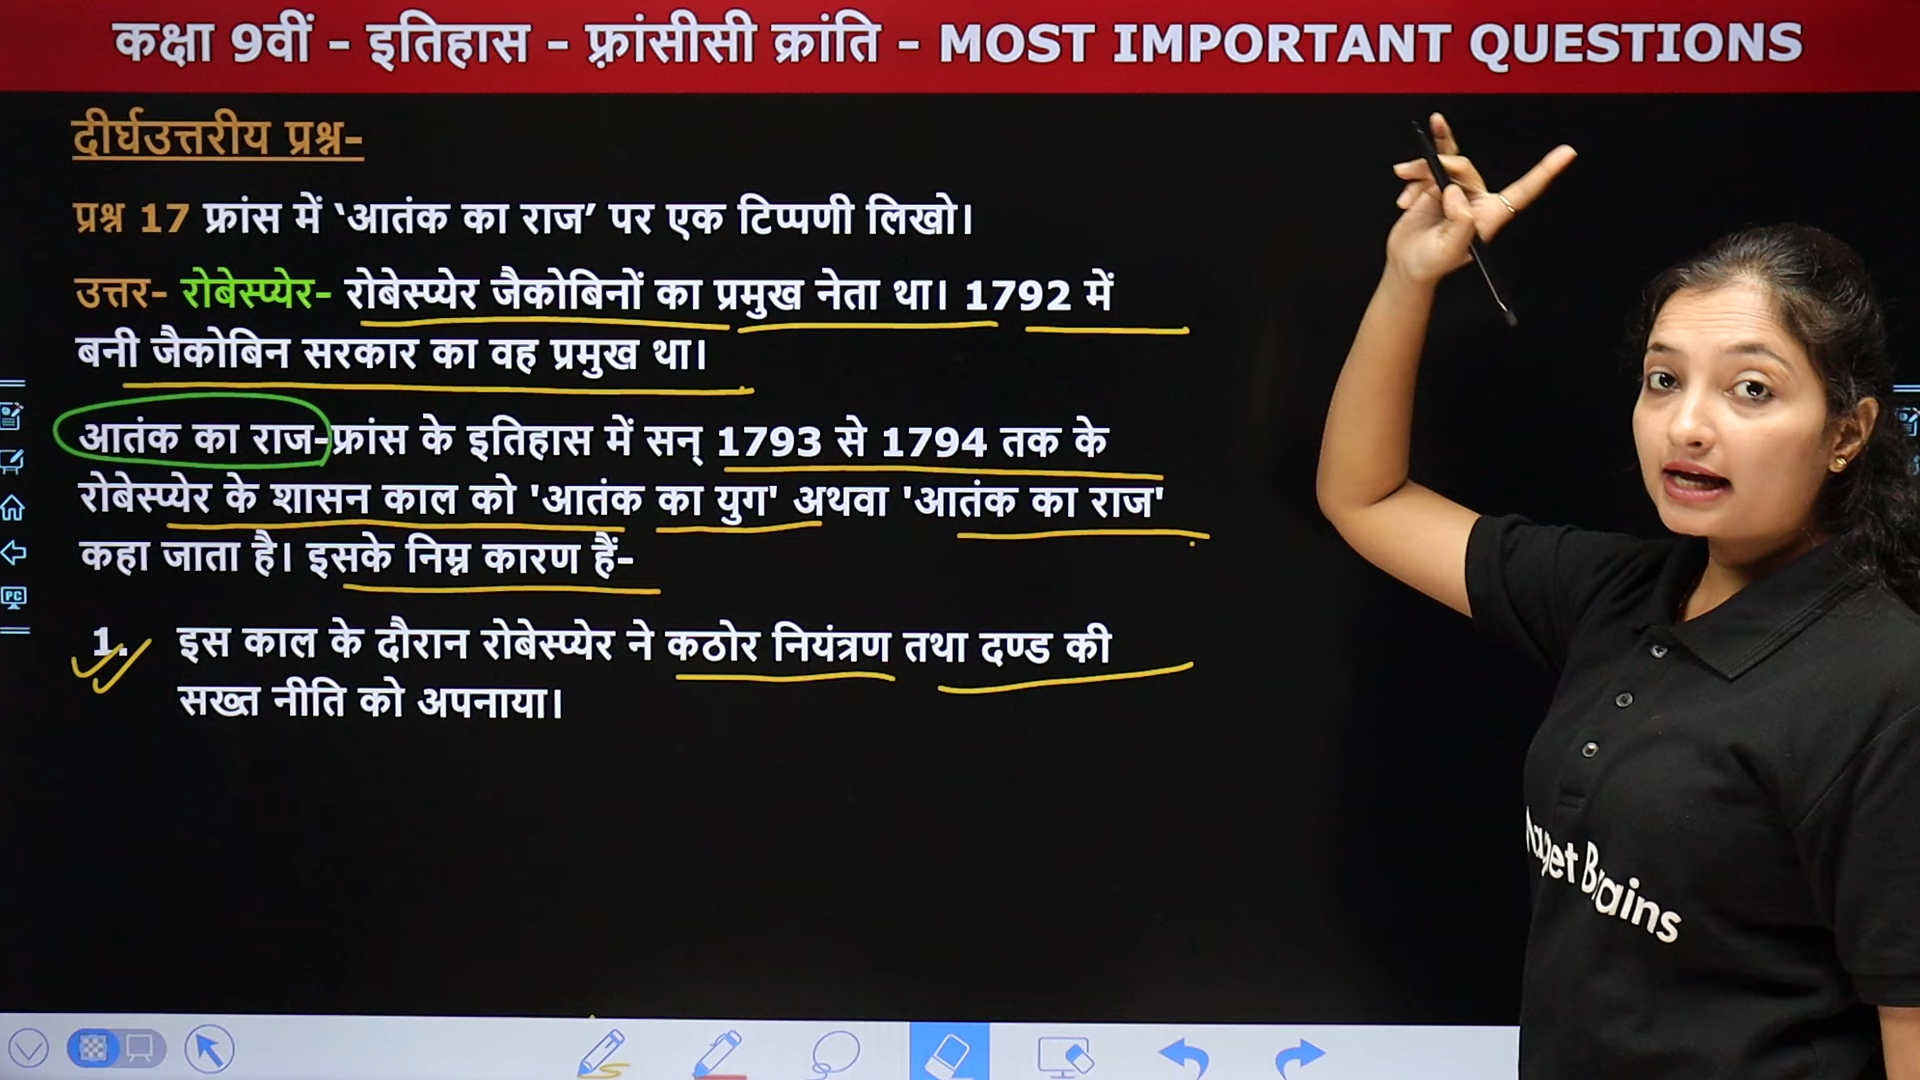 कक्षा 9वीं - इतिहास - फ़्रांसीसी क्रांति - MOST IMPORTANT QUESTIONS
दीर्घउत्तरीय प्रश्न-
प्रश्न 17 फ्रांस में ‘आतंक का राज’ पर एक टिप्पणी लिखो।
उत्तर- रोबेस्प्येर- रोबेस्प्येर जैकोबिनों का प्रमुख नेता था। 1792 में
बनी जैकोबिन सरकार का वह प्रमुख था।
आतंक का राज-फ्रांस के इतिहास में सन् 1793 से 1794 तक के
रोबेस्प्येर के शासन काल को 'आतंक का युग' अथवा 'आतंक का राज'
कहा जाता है। इसके निम्न कारण हैं-
1. इस काल के दौरान रोबेस्प्येर ने कठोर नियंत्रण तथा दण्ड की
सख्त नीति को अपनाया।
PC
Brains